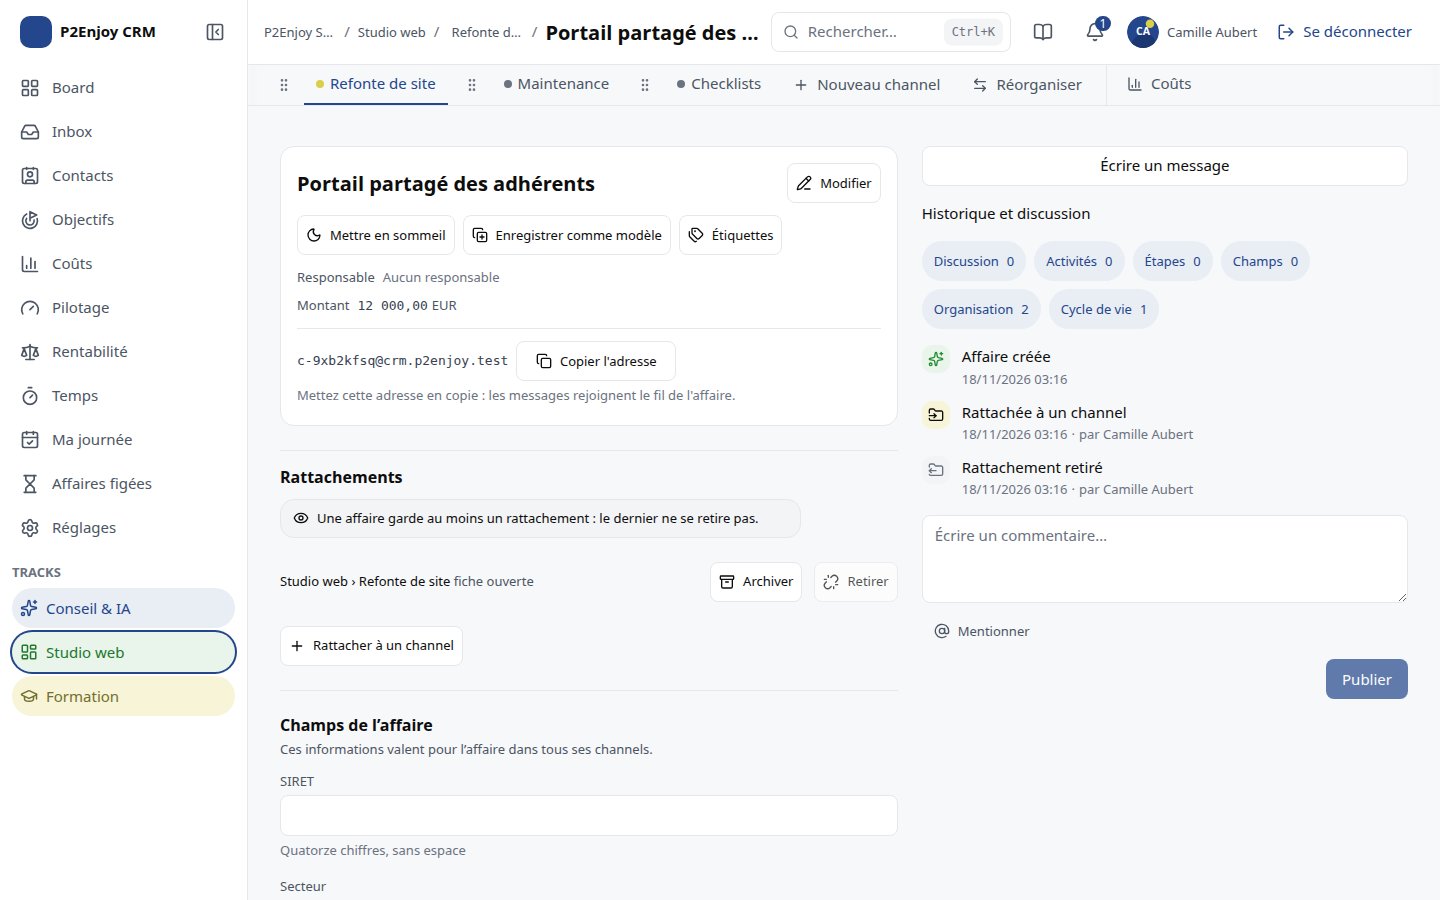 P2Enjoy CRM
Board
Inbox
Contacts
Objectifs
Coûts
Pilotage
Rentabilité
Temps
Ma journée
Affaires figées
Réglages
TRACKS
Conseil & IA
Studio web
Formation
P2Enjoy S... / Studio web / Refonte d... / Portail partagé des ...
Rechercher... Ctrl+K
1
CA Camille Aubert
Se déconnecter
Refonte de site
Maintenance
Checklists
Nouveau channel
Réorganiser
Coûts
Portail partagé des adhérents
Modifier
Mettre en sommeil
Enregistrer comme modèle
Étiquettes
Responsable Aucun responsable
Montant 12 000,00 EUR
c-9xb2kfsq@crm.p2enjoy.test Copier l'adresse
Mettez cette adresse en copie : les messages rejoignent le fil de l'affaire.
Rattachements
Une affaire garde au moins un rattachement : le dernier ne se retire pas.
Studio web › Refonte de site fiche ouverte
Archiver
Retirer
Rattacher à un channel
Champs de l’affaire
Ces informations valent pour l’affaire dans tous ses channels.
SIRET
Quatorze chiffres, sans espace
Secteur
Écrire un message
Historique et discussion
Discussion 0
Activités 0
Étapes 0
Champs 0
Organisation 2
Cycle de vie 1
Affaire créée
18/11/2026 03:16
Rattachée à un channel
18/11/2026 03:16 · par Camille Aubert
Rattachement retiré
18/11/2026 03:16 · par Camille Aubert
Écrire un commentaire...
Mentionner
Publier